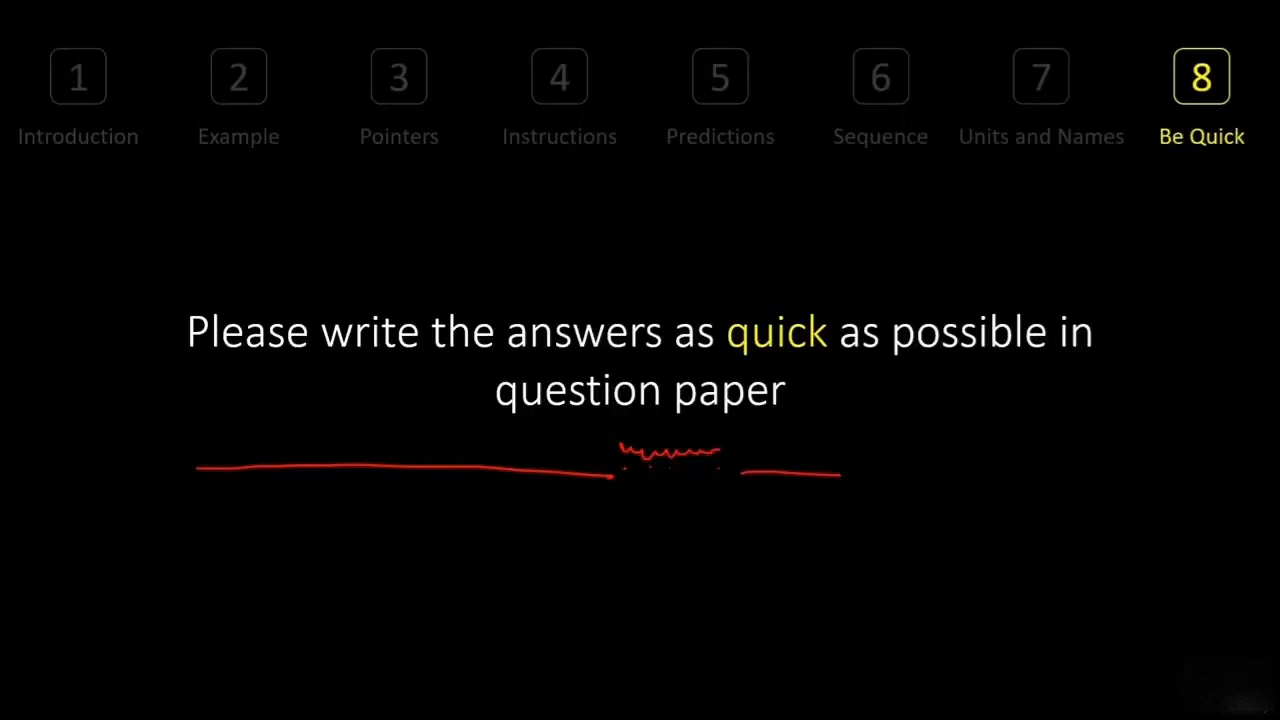 1 2 3 4 5 6 7 8
Introduction Example Pointers Instructions Predictions Sequence Units and Names Be Quick
Please write the answers as quick as possible in
question paper